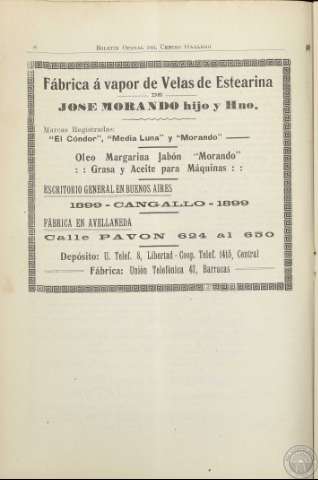 8 BOLETÍN OFICIAL DEL CENTRO GALLEGO
Fábrica á vapor de Velas de Estearina
DE
JOSE MORANDO hijo y Hno.
Marcas Registradas:
"El Cóndor", "Media Luna" y "Morando"
Oleo Margarina Jabón "Morando"
: : Grasa y Aceite para Máquinas : :
ESCRITORIO GENERAL EN BUENOS AIRES
1899 - CANGALLO - 1899
FÁBRICA EN AVELLANEDA
Calle PAVON 624 al 650
Depósito: U. Telef. 8, Libertad - Coop. Telef. 1415, Central
Fábrica: Unión Telefónica 47, Barracas